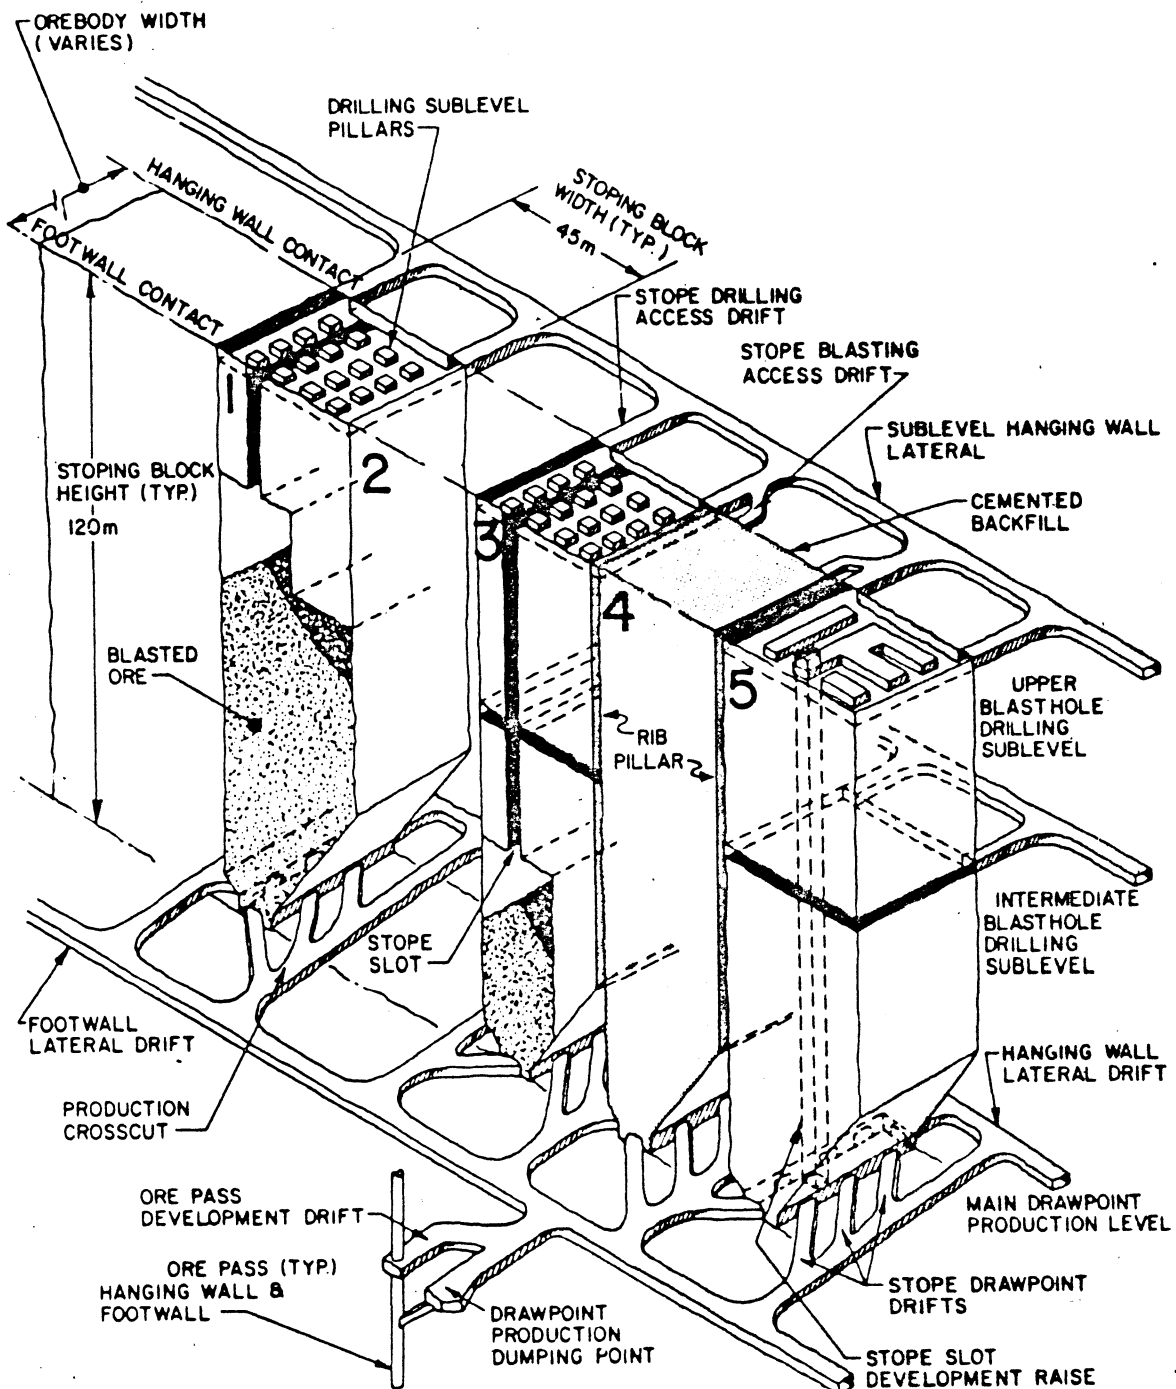 OREBODY WIDTH
(VARIES)
DRILLING SUBLEVEL
PILLARS
HANGING WALL CONTACT
FOOTWALL CONTACT
STOPING BLOCK
WIDTH (TYP.)
45m
STOPE DRILLING
ACCESS DRIFT
STOPE BLASTING
ACCESS DRIFT
SUBLEVEL HANGING WALL
LATERAL
CEMENTED
BACKFILL
1
2
3
4
5
STOPING BLOCK
HEIGHT (TYP.)
120m
BLASTED
ORE
RIB
PILLAR
UPPER
BLASTHOLE
DRILLING
SUBLEVEL
INTERMEDIATE
BLASTHOLE
DRILLING
SUBLEVEL
STOPE
SLOT
FOOTWALL
LATERAL DRIFT
HANGING WALL
LATERAL DRIFT
PRODUCTION
CROSSCUT
ORE PASS
DEVELOPMENT DRIFT
MAIN DRAWPOINT
PRODUCTION LEVEL
ORE PASS (TYP.)
HANGING WALL &
FOOTWALL
DRAWPOINT
PRODUCTION
DUMPING POINT
STOPE DRAWPOINT
DRIFTS
STOPE SLOT
DEVELOPMENT RAISE